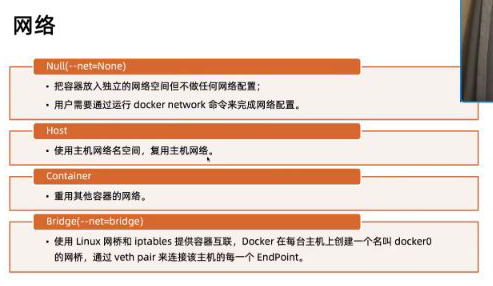 网络
Null(--net=None)
• 把容器放入独立的网络空间但不做任何网络配置；
• 用户需要通过运行 docker network 命令来完成网络配置。
Host
• 使用主机网络名空间，复用主机网络。
Container
• 重用其他容器的网络。
Bridge(--net=bridge)
• 使用 Linux 网桥和 iptables 提供容器互联，Docker 在每台主机上创建一个名叫 docker0
的网桥，通过 veth pair 来连接该主机的每一个 EndPoint。